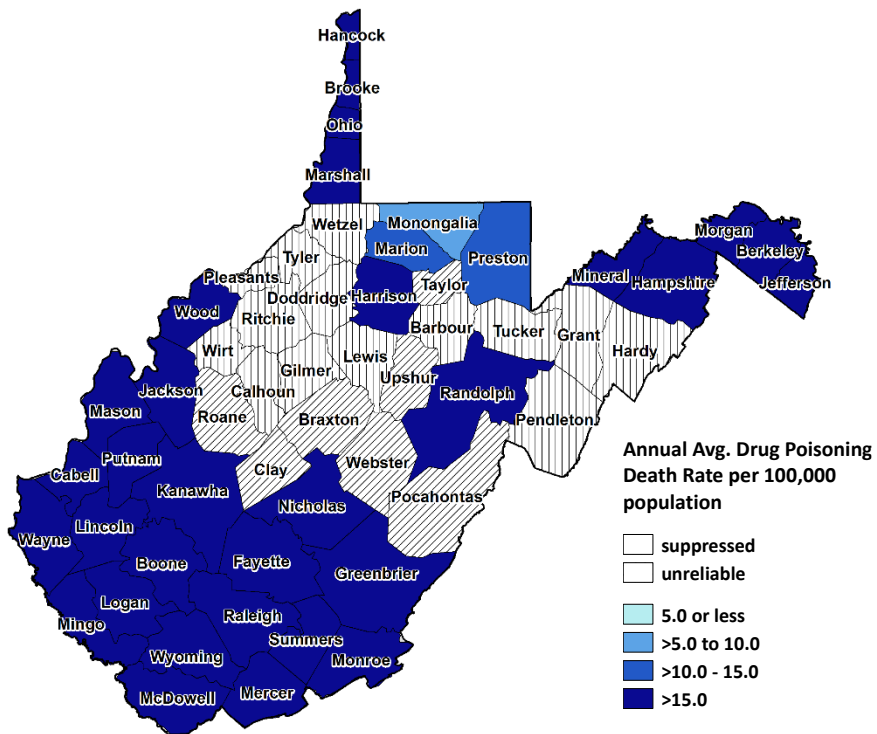 Hancock
Brooke
Ohio
Marshall
Wetzel
Monongalia
Marion
Preston
Tyler
Pleasants
Doddridge
Harrison
Taylor
Wood
Ritchie
Barbour
Tucker
Grant
Mineral
Hampshire
Morgan
Berkeley
Jefferson
Hardy
Wirt
Gilmer
Lewis
Upshur
Calhoun
Jackson
Roane
Braxton
Randolph
Pendleton
Mason
Putnam
Cabell
Clay
Webster
Kanawha
Pocahontas
Nicholas
Lincoln
Wayne
Boone
Fayette
Greenbrier
Logan
Mingo
Raleigh
Summers
Wyoming
Monroe
McDowell
Mercer
Annual Avg. Drug Poisoning
Death Rate per 100,000
population
suppressed
unreliable
5.0 or less
>5.0 to 10.0
>10.0 - 15.0
>15.0